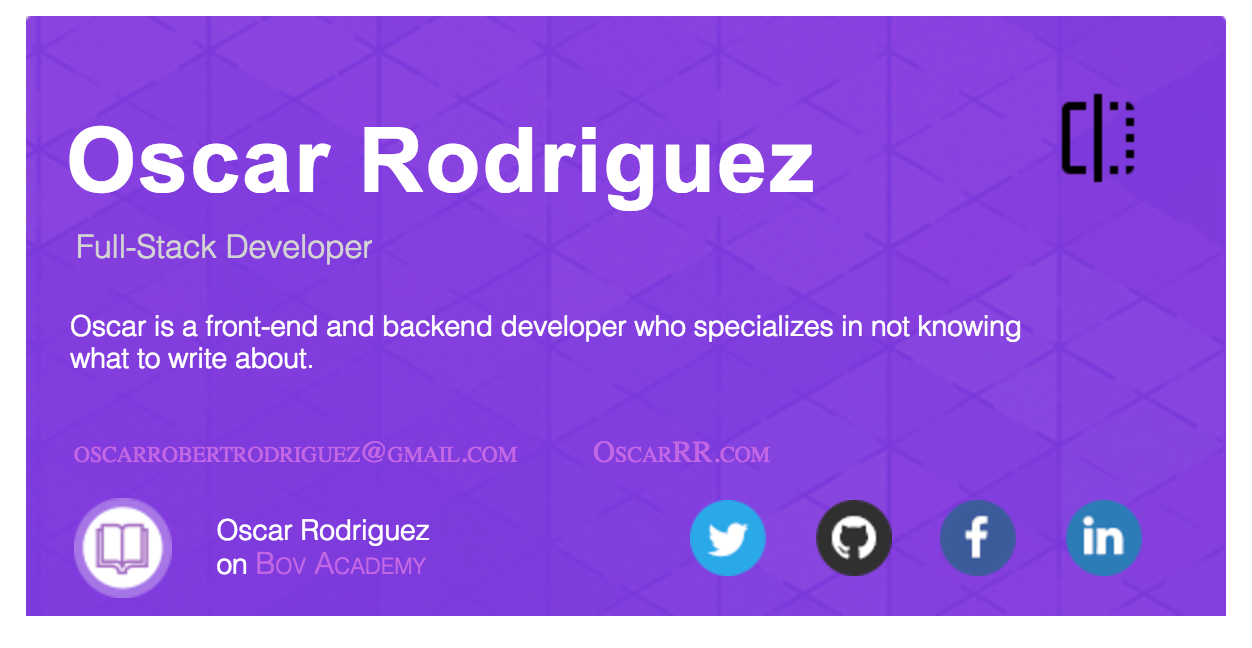 Oscar Rodriguez
Full-Stack Developer
Oscar is a front-end and backend developer who specializes in not knowing
what to write about.
oscarrobertrodriguez@gmail.com OscarRR.com
Oscar Rodriguez
on Bov Academy
f in